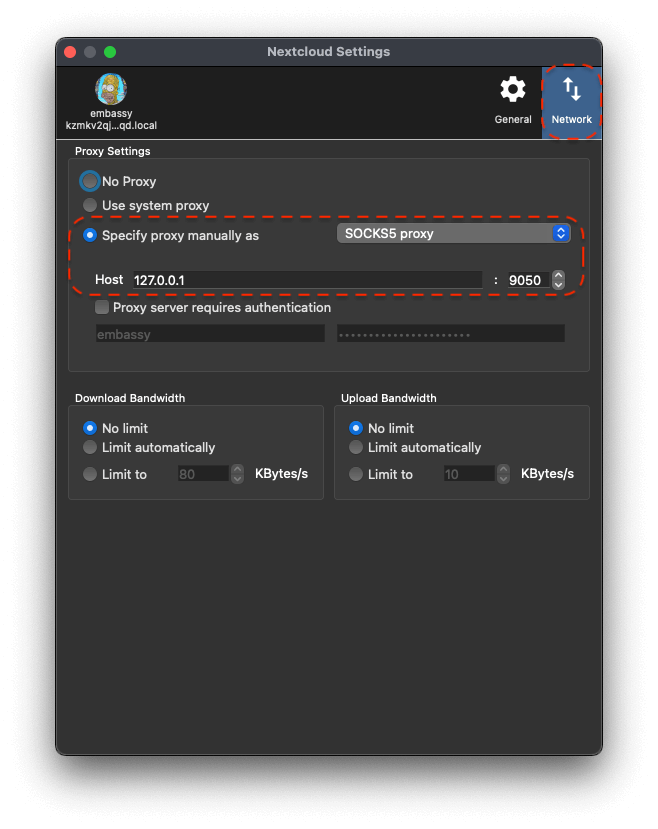 Nextcloud Settings
embassy
kzmkv2qj...qd.local
General
Network
Proxy Settings
No Proxy
Use system proxy
Specify proxy manually as SOCKS5 proxy
Host 127.0.0.1 : 9050
Proxy server requires authentication
embassy ••••••••••••••••••••••
Download Bandwidth
No limit
Limit automatically
Limit to 80 KBytes/s
Upload Bandwidth
No limit
Limit automatically
Limit to 10 KBytes/s